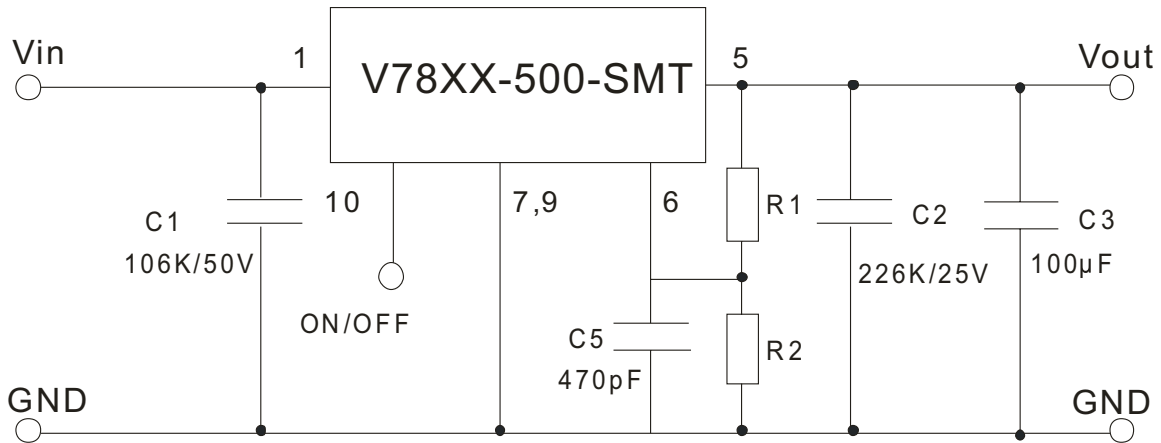 Vin
1
V78XX-500-SMT
5
Vout
C1
106K/50V
10
7,9
6
R1
C2
226K/25V
C3
100µF
ON/OFF
C5
470pF
R2
GND
GND